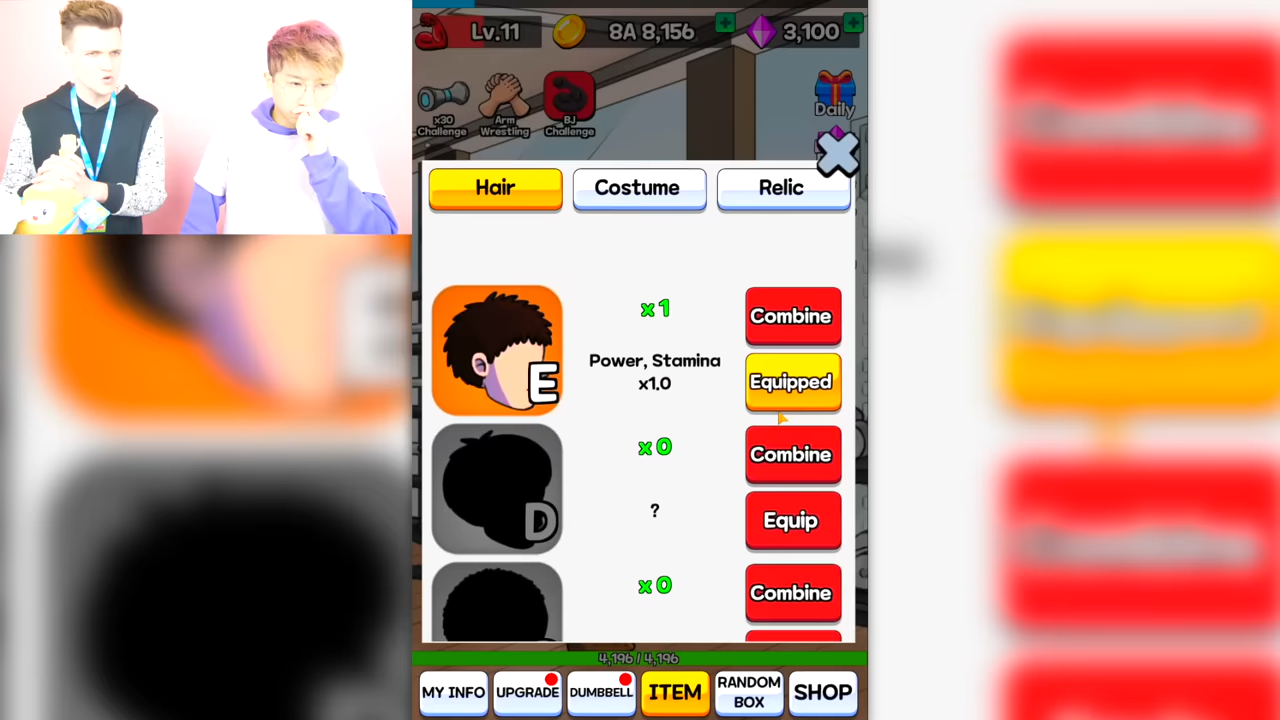 Lv.11
8A 8,156
3,100
x30
Challenge
Arm
Wrestling
BJ
Challenge
Daily
Hair
Costume
Relic
x1
Combine
Power, Stamina
x1.0
E
Equipped
x0
Combine
D
?
Equip
x0
Combine
4,196 / 4,196
MY INFO
UPGRADE
DUMBBELL
ITEM
RANDOM
BOX
SHOP